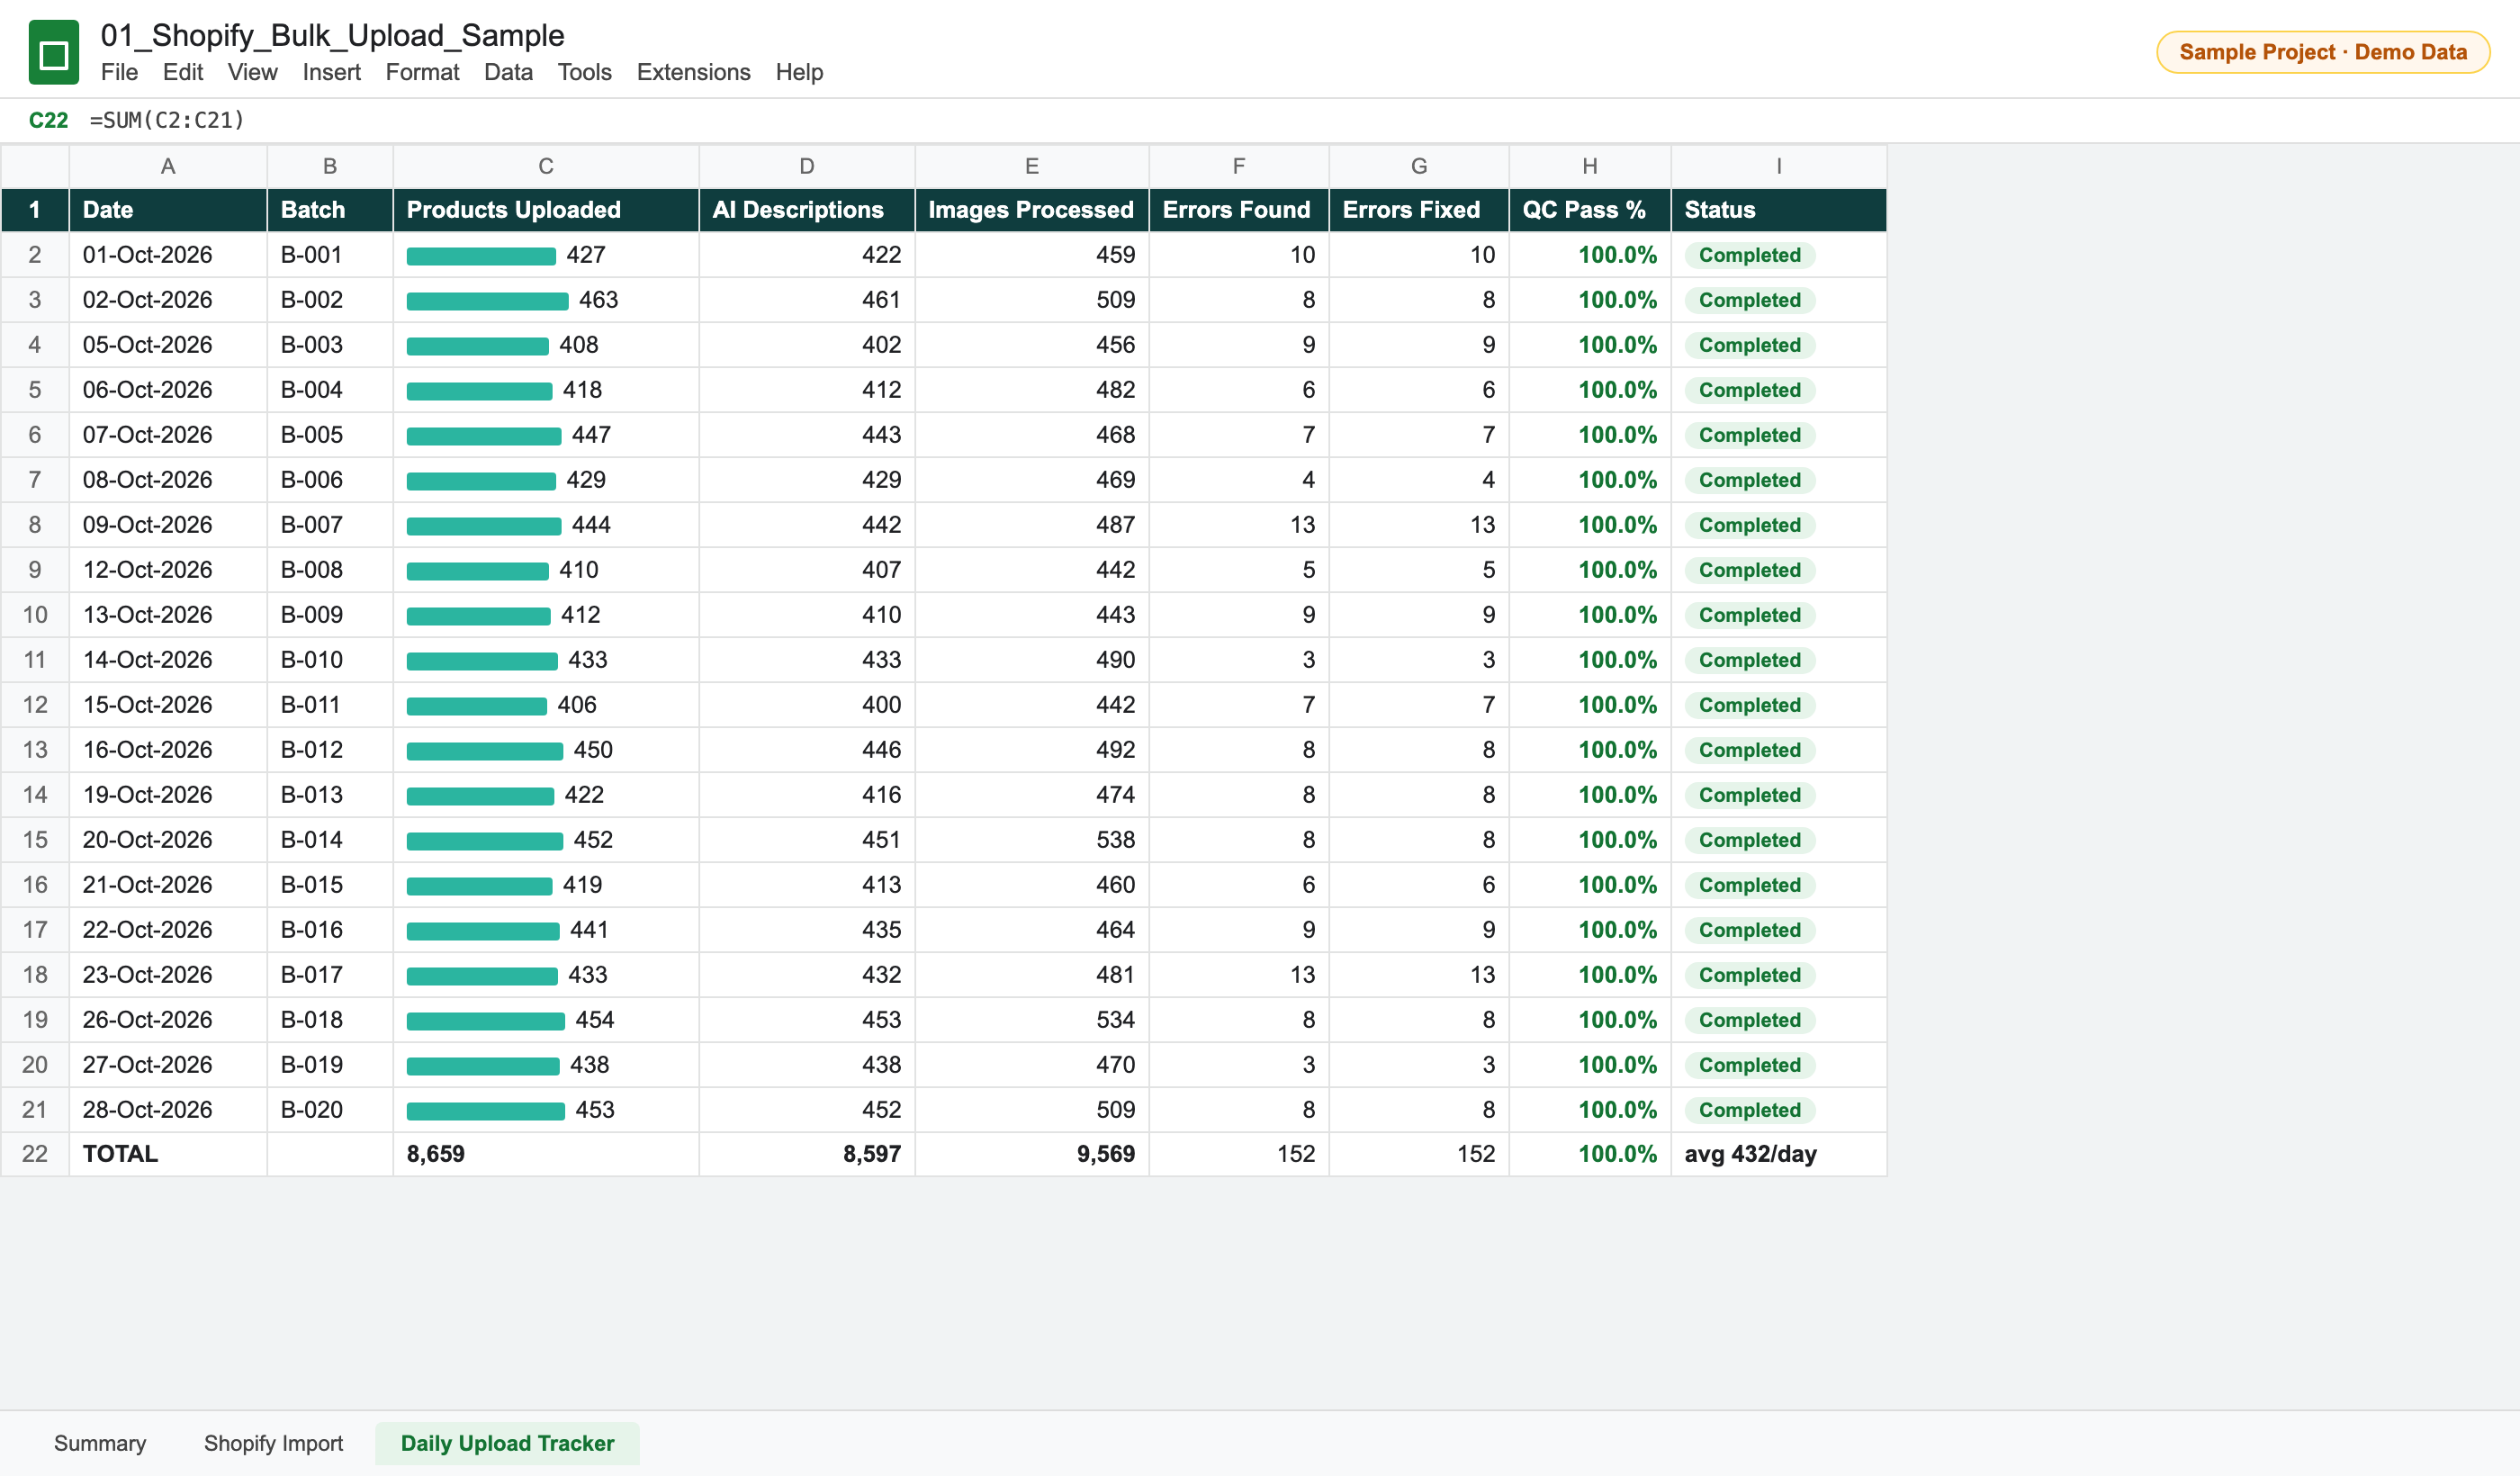 01_Shopify_Bulk_Upload_Sample
File Edit View Insert Format Data Tools Extensions Help
Sample Project · Demo Data
C22 =SUM(C2:C21)
A B C D E F G H I
1 Date Batch Products Uploaded AI Descriptions Images Processed Errors Found Errors Fixed QC Pass % Status
2 01-Oct-2026 B-001 427 422 459 10 10 100.0% Completed
3 02-Oct-2026 B-002 463 461 509 8 8 100.0% Completed
4 05-Oct-2026 B-003 408 402 456 9 9 100.0% Completed
5 06-Oct-2026 B-004 418 412 482 6 6 100.0% Completed
6 07-Oct-2026 B-005 447 443 468 7 7 100.0% Completed
7 08-Oct-2026 B-006 429 429 469 4 4 100.0% Completed
8 09-Oct-2026 B-007 444 442 487 13 13 100.0% Completed
9 12-Oct-2026 B-008 410 407 442 5 5 100.0% Completed
10 13-Oct-2026 B-009 412 410 443 9 9 100.0% Completed
11 14-Oct-2026 B-010 433 433 490 3 3 100.0% Completed
12 15-Oct-2026 B-011 406 400 442 7 7 100.0% Completed
13 16-Oct-2026 B-012 450 446 492 8 8 100.0% Completed
14 19-Oct-2026 B-013 422 416 474 8 8 100.0% Completed
15 20-Oct-2026 B-014 452 451 538 8 8 100.0% Completed
16 21-Oct-2026 B-015 419 413 460 6 6 100.0% Completed
17 22-Oct-2026 B-016 441 435 464 9 9 100.0% Completed
18 23-Oct-2026 B-017 433 432 481 13 13 100.0% Completed
19 26-Oct-2026 B-018 454 453 534 8 8 100.0% Completed
20 27-Oct-2026 B-019 438 438 470 3 3 100.0% Completed
21 28-Oct-2026 B-020 453 452 509 8 8 100.0% Completed
22 TOTAL 8,659 8,597 9,569 152 152 100.0% avg 432/day
Summary Shopify Import Daily Upload Tracker